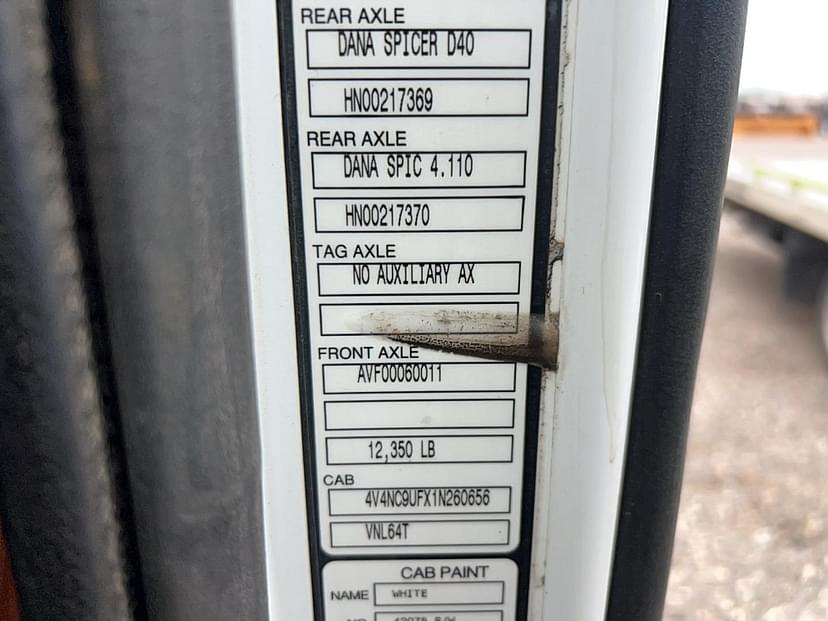 REAR AXLE
DANA SPICER D40
HN00217369
REAR AXLE
DANA SPIC 4.110
HN00217370
TAG AXLE
NO AUXILIARY AX
FRONT AXLE
AVF00060011
12,350 LB
CAB
4V4NC9UFX1N260656
VNL64T
CAB PAINT
NAME WHITE